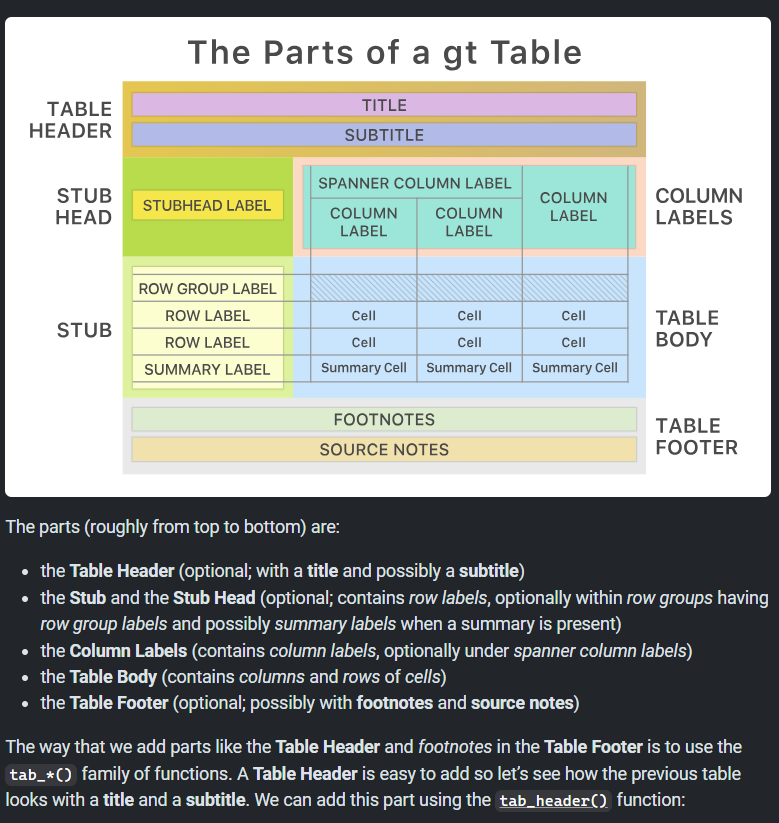 The Parts of a gt Table
TABLE
HEADER
TITLE
SUBTITLE
STUB
HEAD
STUBHEAD LABEL
SPANNER COLUMN LABEL
COLUMN
LABEL
COLUMN
LABEL
COLUMN
LABEL
COLUMN
LABELS
STUB
ROW GROUP LABEL
ROW LABEL Cell Cell Cell
ROW LABEL Cell Cell Cell
SUMMARY LABEL Summary Cell Summary Cell Summary Cell
TABLE
BODY
FOOTNOTES
SOURCE NOTES
TABLE
FOOTER
The parts (roughly from top to bottom) are:
• the Table Header (optional; with a title and possibly a subtitle)
• the Stub and the Stub Head (optional; contains row labels, optionally within row groups having
row group labels and possibly summary labels when a summary is present)
• the Column Labels (contains column labels, optionally under spanner column labels)
• the Table Body (contains columns and rows of cells)
• the Table Footer (optional; possibly with footnotes and source notes)
The way that we add parts like the Table Header and footnotes in the Table Footer is to use the
tab_*() family of functions. A Table Header is easy to add so let's see how the previous table
looks with a title and a subtitle. We can add this part using the tab_header() function: